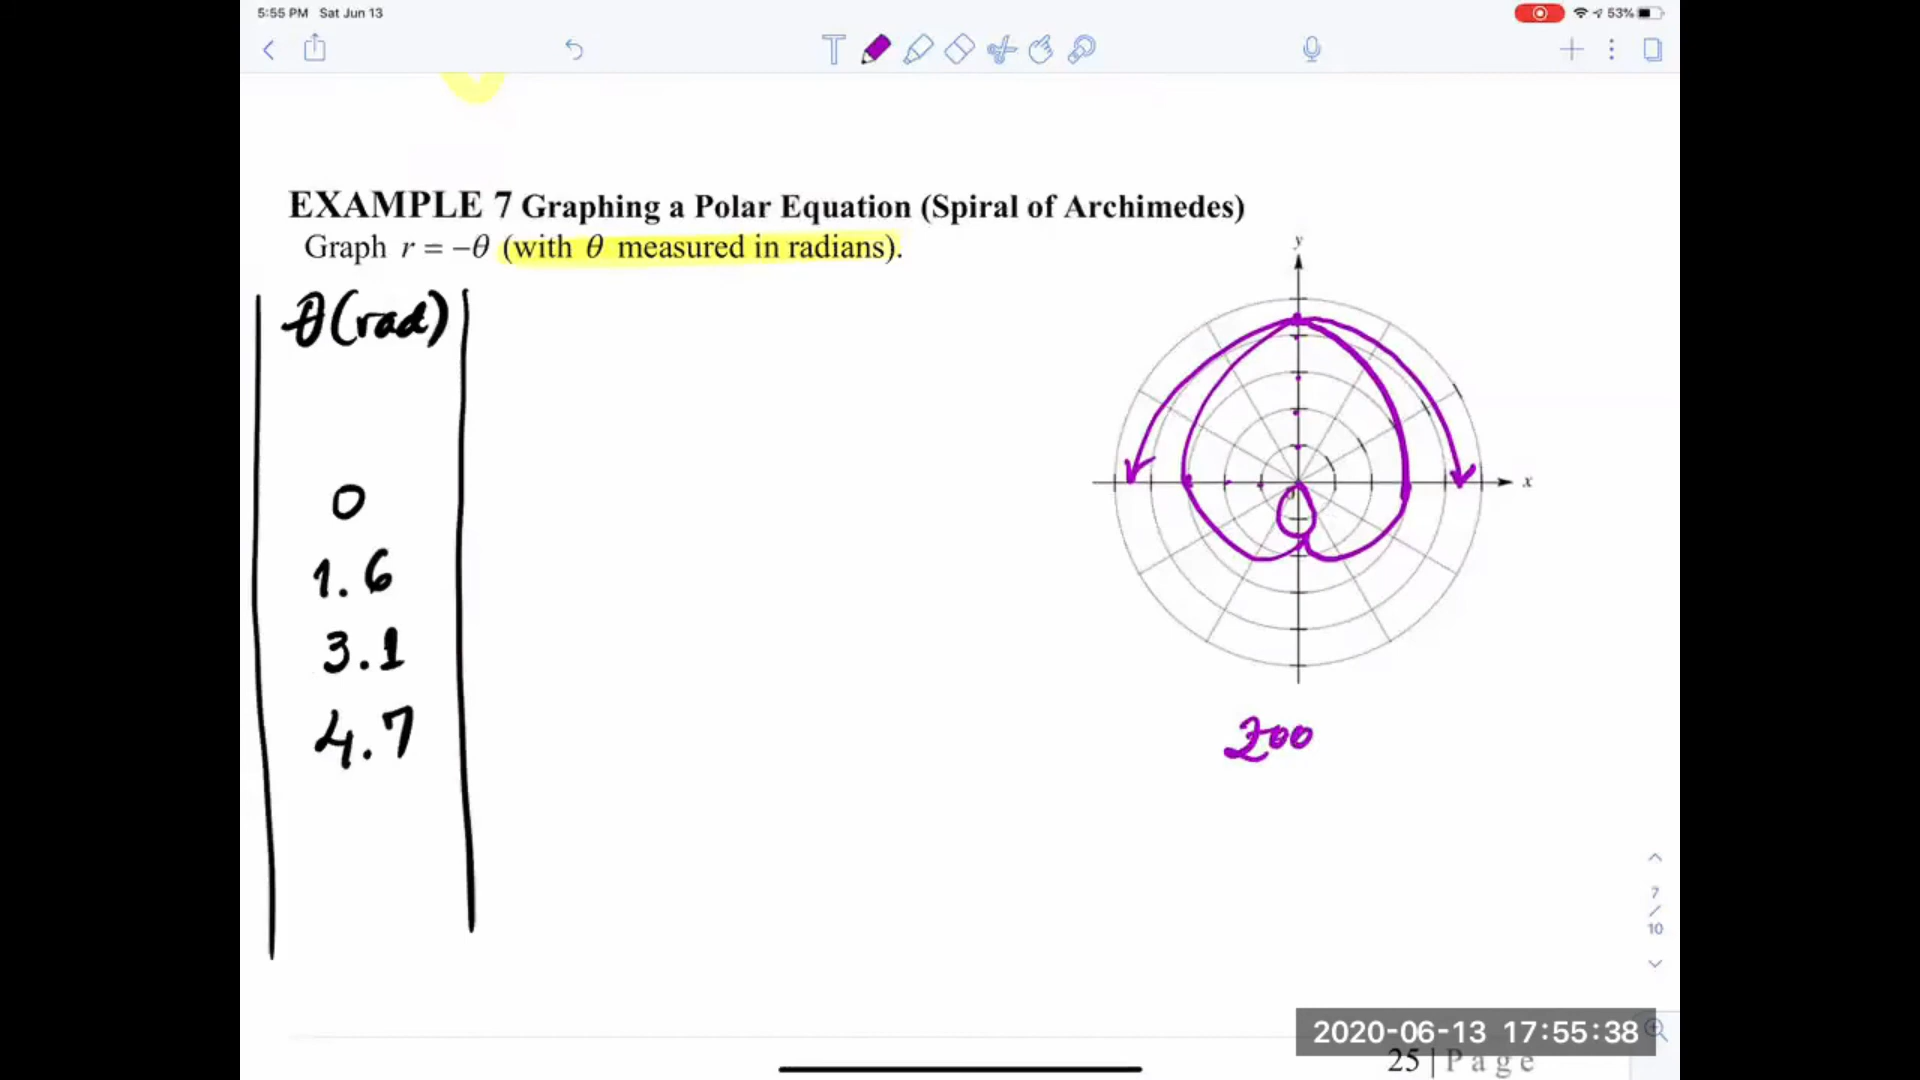 5:55 PM Sat Jun 13
53%
EXAMPLE 7 Graphing a Polar Equation (Spiral of Archimedes)
Graph r = −θ (with θ measured in radians).
y
θ(rad)
x
0
1.6
3.1
4.7
7
/
10
2020-06-13 17:55:38
25 | Page